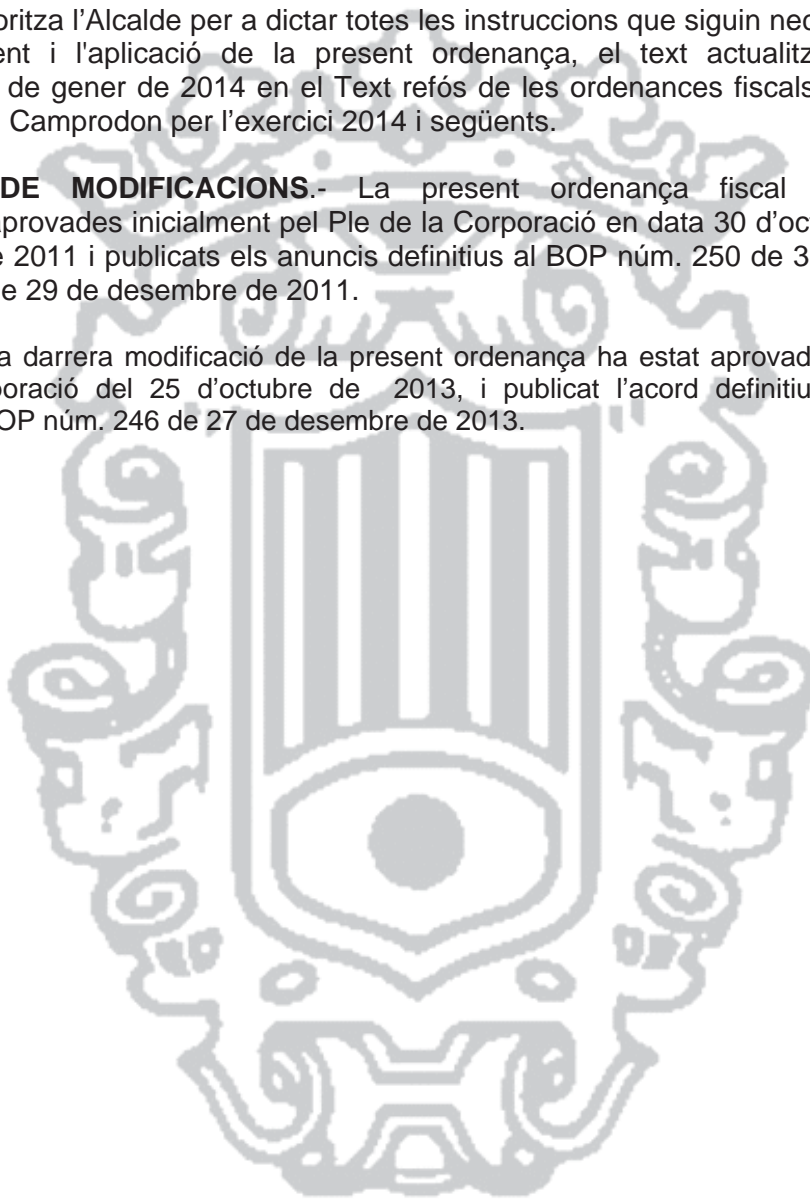 oritza l’Alcalde per a dictar totes les instruccions que siguin nec
ent i l'aplicació de la present ordenança, el text actualitz
de gener de 2014 en el Text refós de les ordenances fiscals
Camprodon per l’exercici 2014 i següents.
DE MODIFICACIONS.- La present ordenança fiscal
aprovades inicialment pel Ple de la Corporació en data 30 d’oc
e 2011 i publicats els anuncis definitius al BOP núm. 250 de 3
e 29 de desembre de 2011.
a darrera modificació de la present ordenança ha estat aprovad
poració del 25 d’octubre de 2013, i publicat l’acord definitiu
OP núm. 246 de 27 de desembre de 2013.